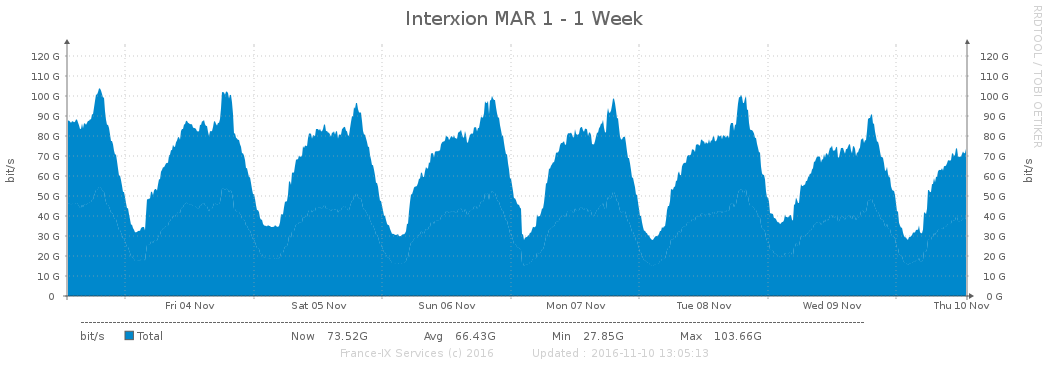 Interxion MAR 1 - 1 Week
RRDTOOL / TOBI OETIKER
120 G 120 G
110 G 110 G
100 G 100 G
90 G 90 G
80 G 80 G
70 G 70 G
60 G 60 G
50 G 50 G
40 G 40 G
30 G 30 G
20 G 20 G
10 G 10 G
0 0 G
bit/s
bit/s
Fri 04 Nov Sat 05 Nov Sun 06 Nov Mon 07 Nov Tue 08 Nov Wed 09 Nov Thu 10 Nov
bit/s Total Now 73.52G Avg 66.43G Min 27.85G Max 103.66G
France-IX Services (c) 2016 Updated : 2016-11-10 13:05:13